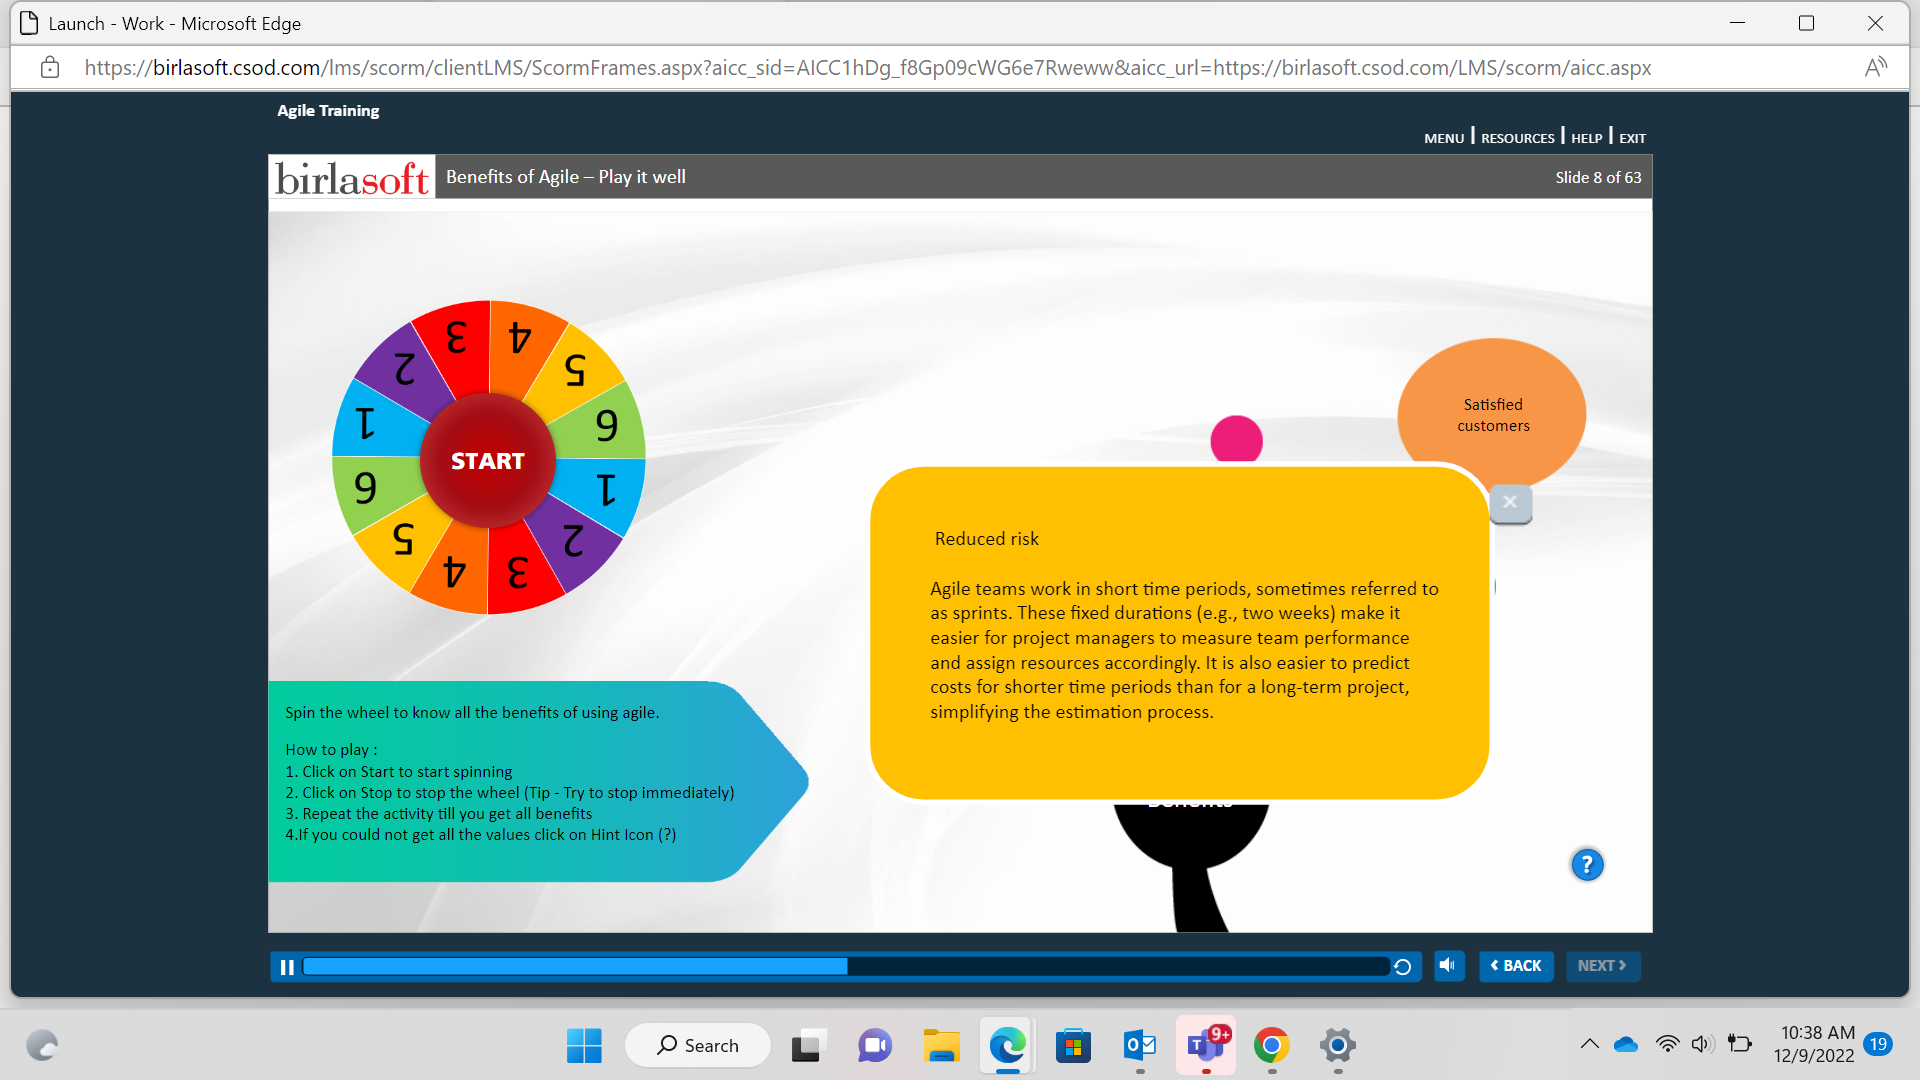 Launch - Work - Microsoft Edge
https://birlasoft.csod.com/lms/scorm/clientLMS/ScormFrames.aspx?aicc_sid=AICC1hDg_f8Gp09cWG6e7Rweww&aicc_url=https://birlasoft.csod.com/LMS/scorm/aicc.aspx
Agile Training
MENU | RESOURCES | HELP | EXIT
birlasoft
Benefits of Agile – Play it well
Slide 8 of 63
3
4
2
5
1
6
START
6
1
5
2
4
3
Satisfied
customers
Reduced risk
Agile teams work in short time periods, sometimes referred to
as sprints. These fixed durations (e.g., two weeks) make it
easier for project managers to measure team performance
and assign resources accordingly. It is also easier to predict
costs for shorter time periods than for a long-term project,
simplifying the estimation process.
Spin the wheel to know all the benefits of using agile.
How to play :
1. Click on Start to start spinning
2. Click on Stop to stop the wheel (Tip - Try to stop immediately)
3. Repeat the activity till you get all benefits
4.If you could not get all the values click on Hint Icon (?)
?
BACK
NEXT
Search
9+
10:38 AM
12/9/2022
19